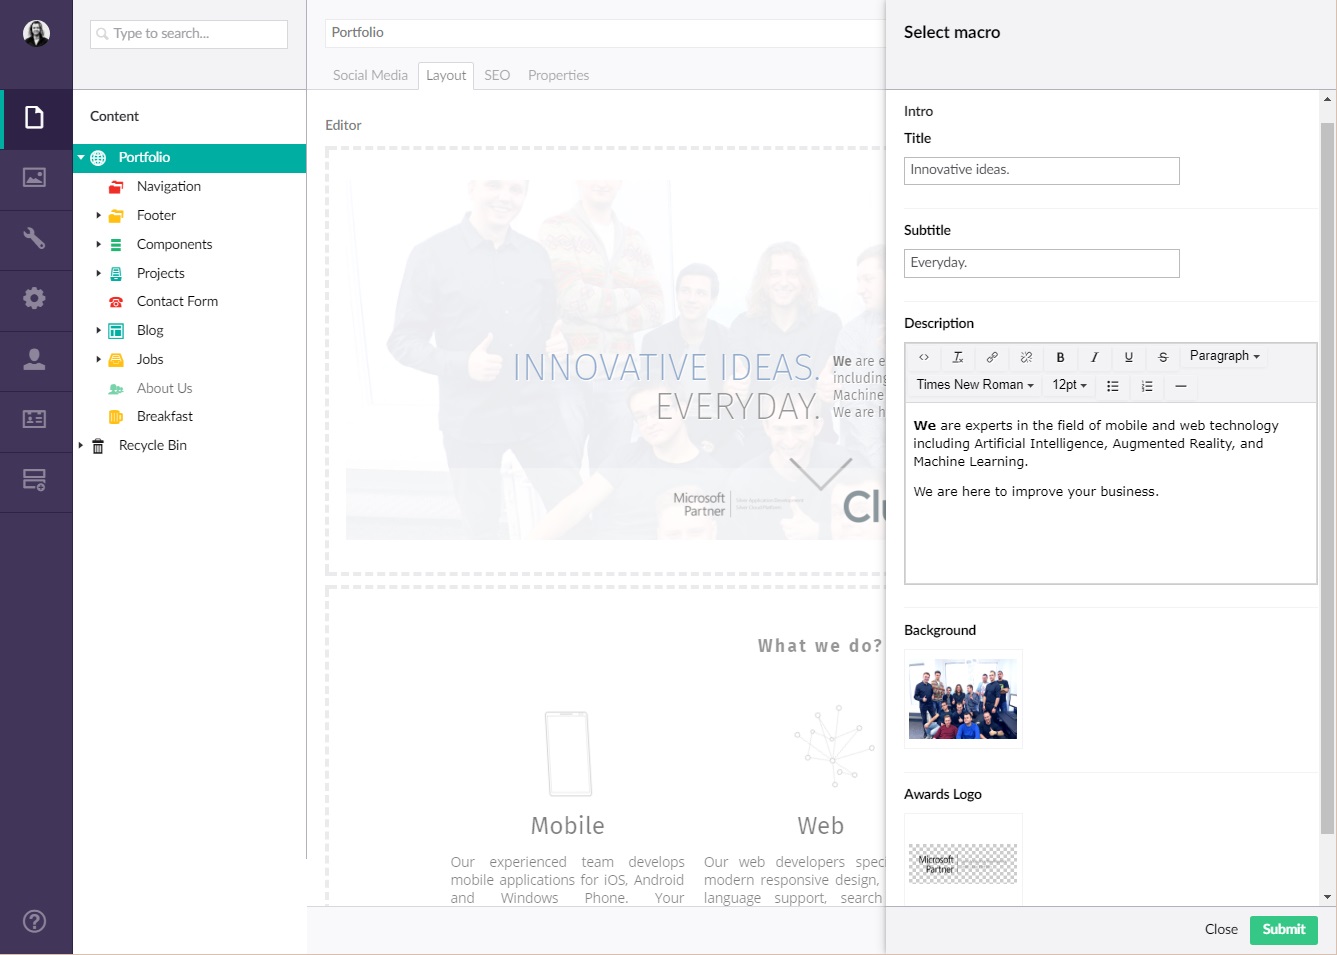 Type to search...
Content
Portfolio
Navigation
Footer
Components
Projects
Contact Form
Blog
Jobs
About Us
Breakfast
Recycle Bin
Portfolio
Social Media Layout SEO Properties
Editor
INNOVATIVE IDEAS.
EVERYDAY.
We are e
including
Machine
We are h
Microsoft
Partner
Clu
What we do?
Mobile
Our experienced team develops
mobile applications for iOS, Android
and Windows Phone. Your
Web
Our web developers spec
modern responsive design,
language support, search
Select macro
Intro
Title
Innovative ideas.
Subtitle
Everyday.
Description
Paragraph
Times New Roman 12pt
We are experts in the field of mobile and web technology
including Artificial Intelligence, Augmented Reality, and
Machine Learning.
We are here to improve your business.
Background
Awards Logo
Microsoft
Partner
Close Submit